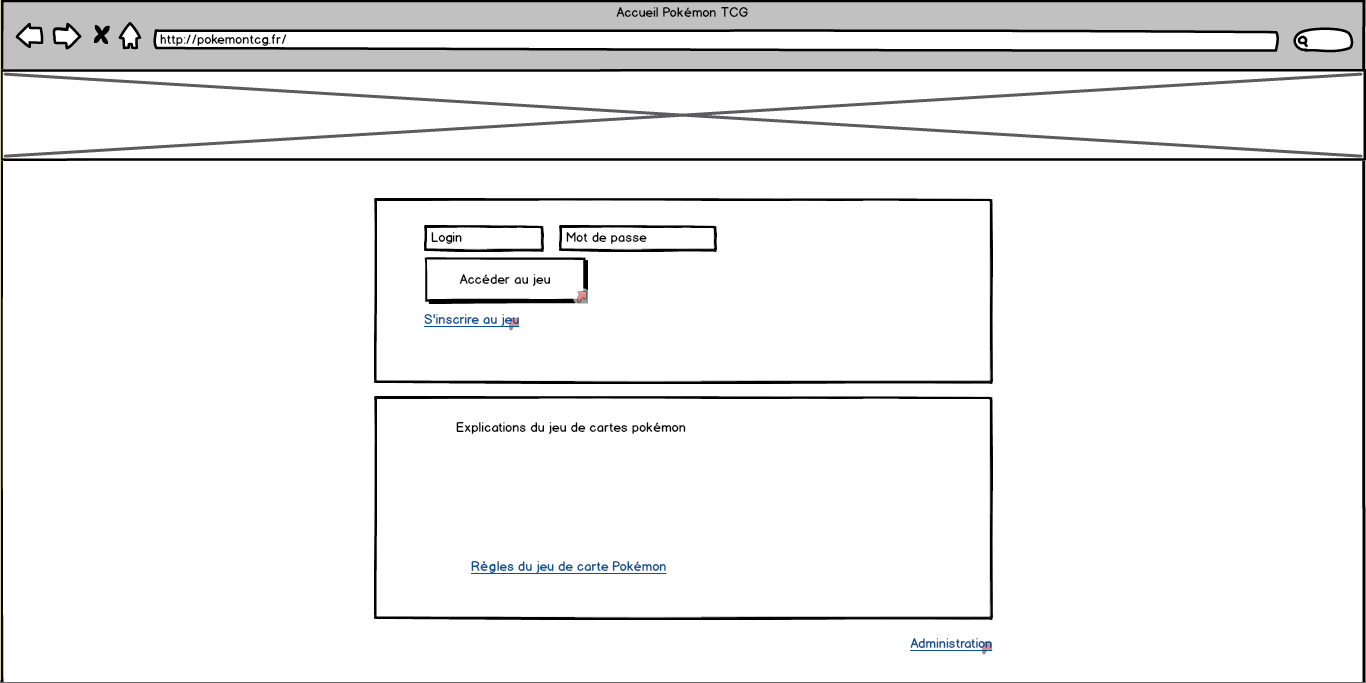 Accueil Pokémon TCG
http://pokemontcg.fr/
Login
Mot de passe
Accéder au jeu
S'inscrire au jeu
Explications du jeu de cartes pokémon
Règles du jeu de carte Pokémon
Administration